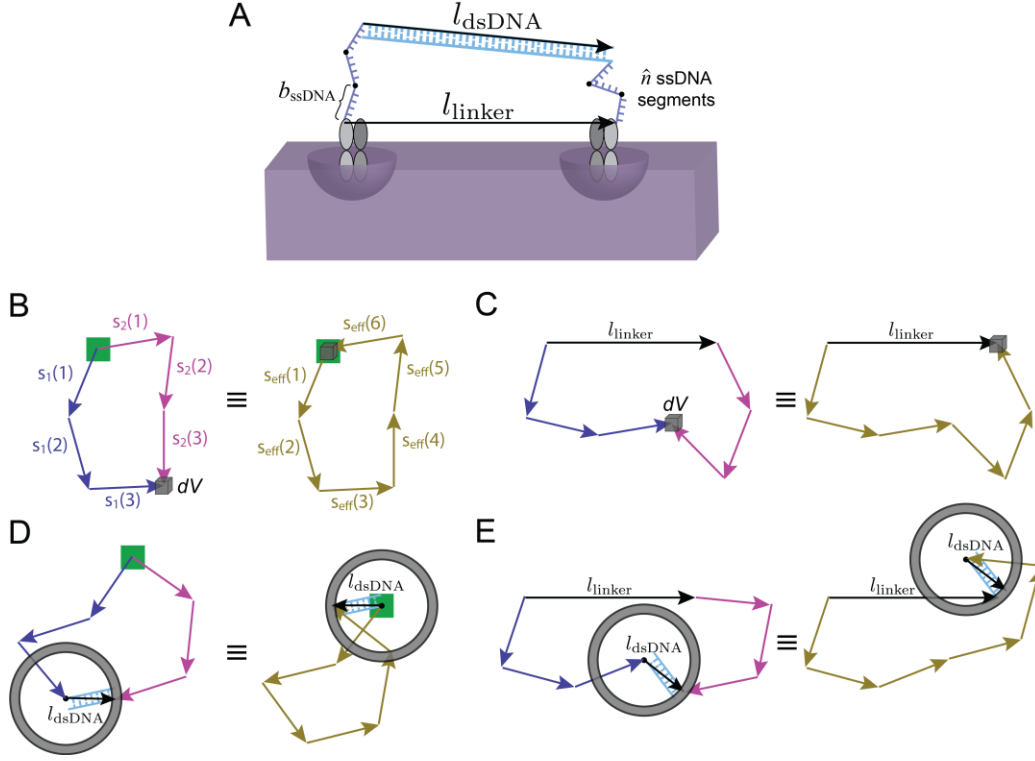 A
l_dsDNA
b_ssDNA
l_linker
n̂ ssDNA
segments
B
s₂(1)
s₁(1)
s₂(2)
s₁(2)
s₂(3)
s₁(3)
dV
≡
s_eff(6)
s_eff(1)
s_eff(5)
s_eff(2)
s_eff(4)
s_eff(3)
C
l_linker
dV
≡
l_linker
D
l_dsDNA
≡
l_dsDNA
E
l_linker
l_dsDNA
≡
l_dsDNA
l_linker